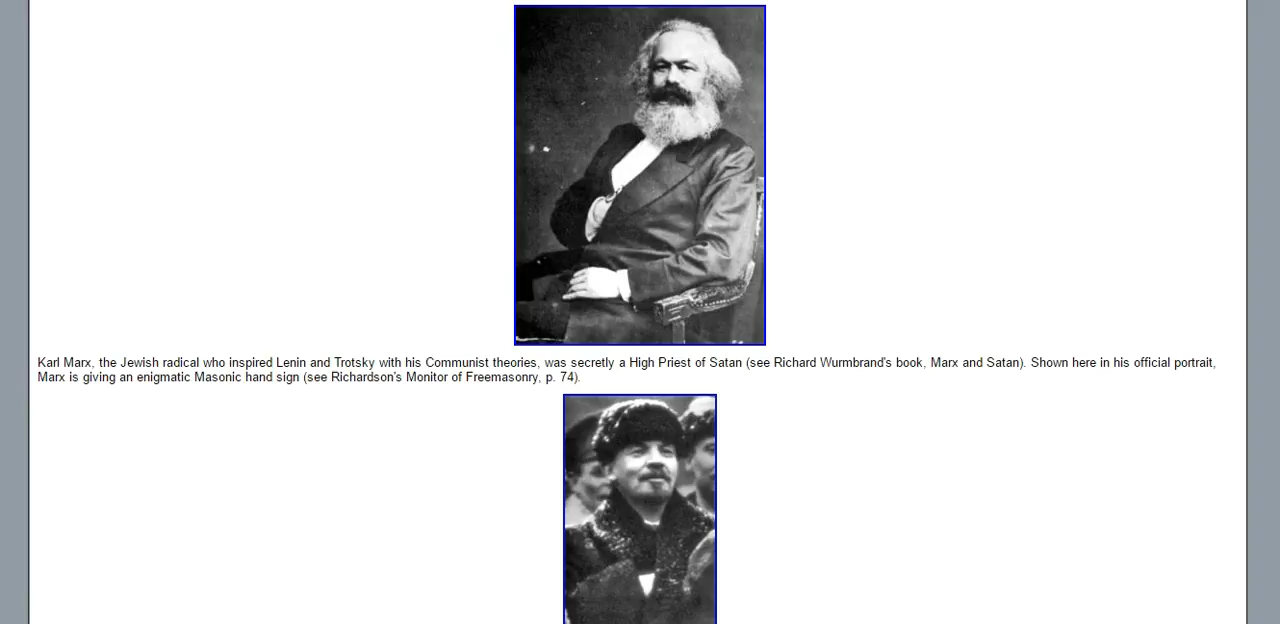 Karl Marx, the Jewish radical who inspired Lenin and Trotsky with his Communist theories, was secretly a High Priest of Satan (see Richard Wurmbrand's book, Marx and Satan). Shown here in his official portrait,
Marx is giving an enigmatic Masonic hand sign (see Richardson's Monitor of Freemasonry, p. 74).